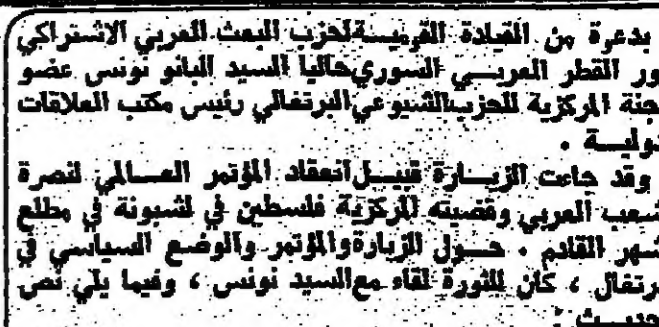 بدعوة من القيادة القومية لحزب البعث العربي الاشتراكي
ور القطر العربي السوري حاليا السيد البانو نونس عضو
جنة المركزية للحزب الشيوعي البرتغالي رئيس مكتب العلاقات
دولية .
وقد جاءت الزيارة قبيل انعقاد المؤتمر العالمي لنصرة
شعب العربي وقضيته المركزية فلسطين في لشبونة في مطلع
شهر القادم . حول الزيارة والمؤتمر والوضع السياسي في
برتغال ، كان للثورة لقاء مع السيد نونس ، وفيما يلي نص
حديث :